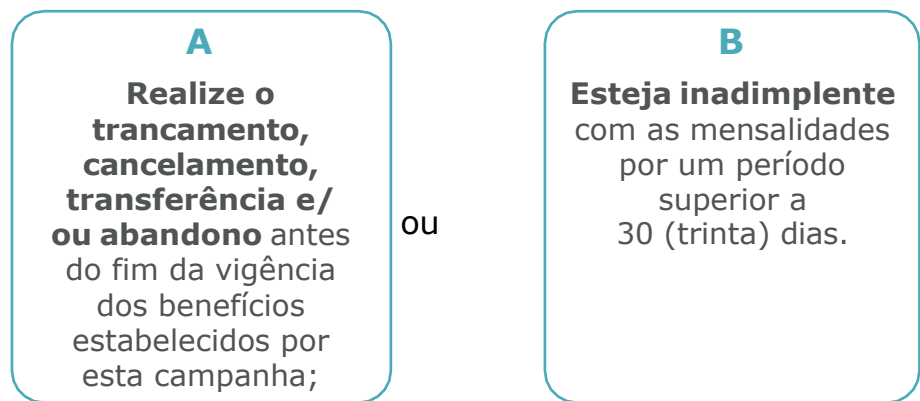 A
Realize o
trancamento,
cancelamento,
transferência e/
ou abandono antes
do fim da vigência
dos benefícios
estabelecidos por
esta campanha;
ou
B
Esteja inadimplente
com as mensalidades
por um período
superior a
30 (trinta) dias.